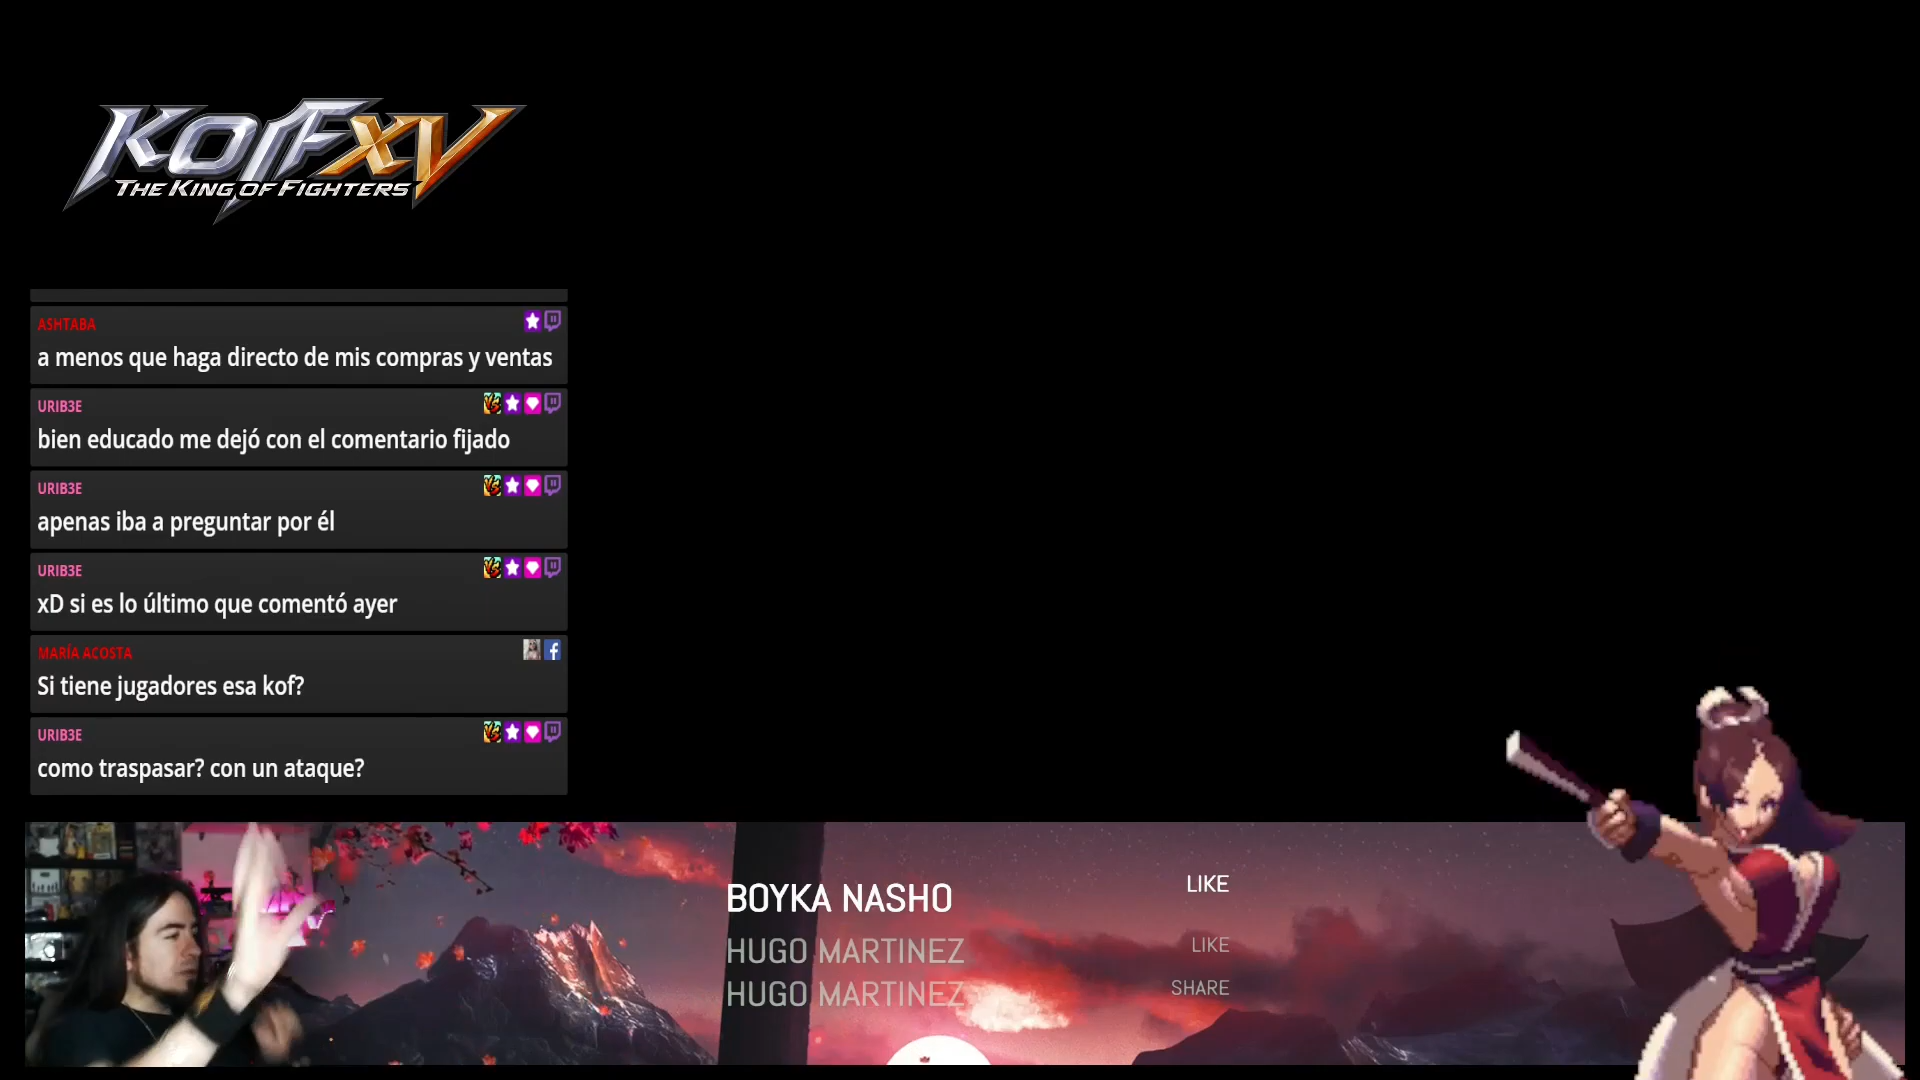 KOFXV
THE KING OF FIGHTERS
ASHTABA
a menos que haga directo de mis compras y ventas
URIB3E
bien educado me dejó con el comentario fijado
URIB3E
apenas iba a preguntar por él
URIB3E
xD si es lo último que comentó ayer
MARÍA ACOSTA
Si tiene jugadores esa kof?
URIB3E
como traspasar? con un ataque?
BOYKA NASHO LIKE
HUGO MARTINEZ LIKE
HUGO MARTINEZ SHARE